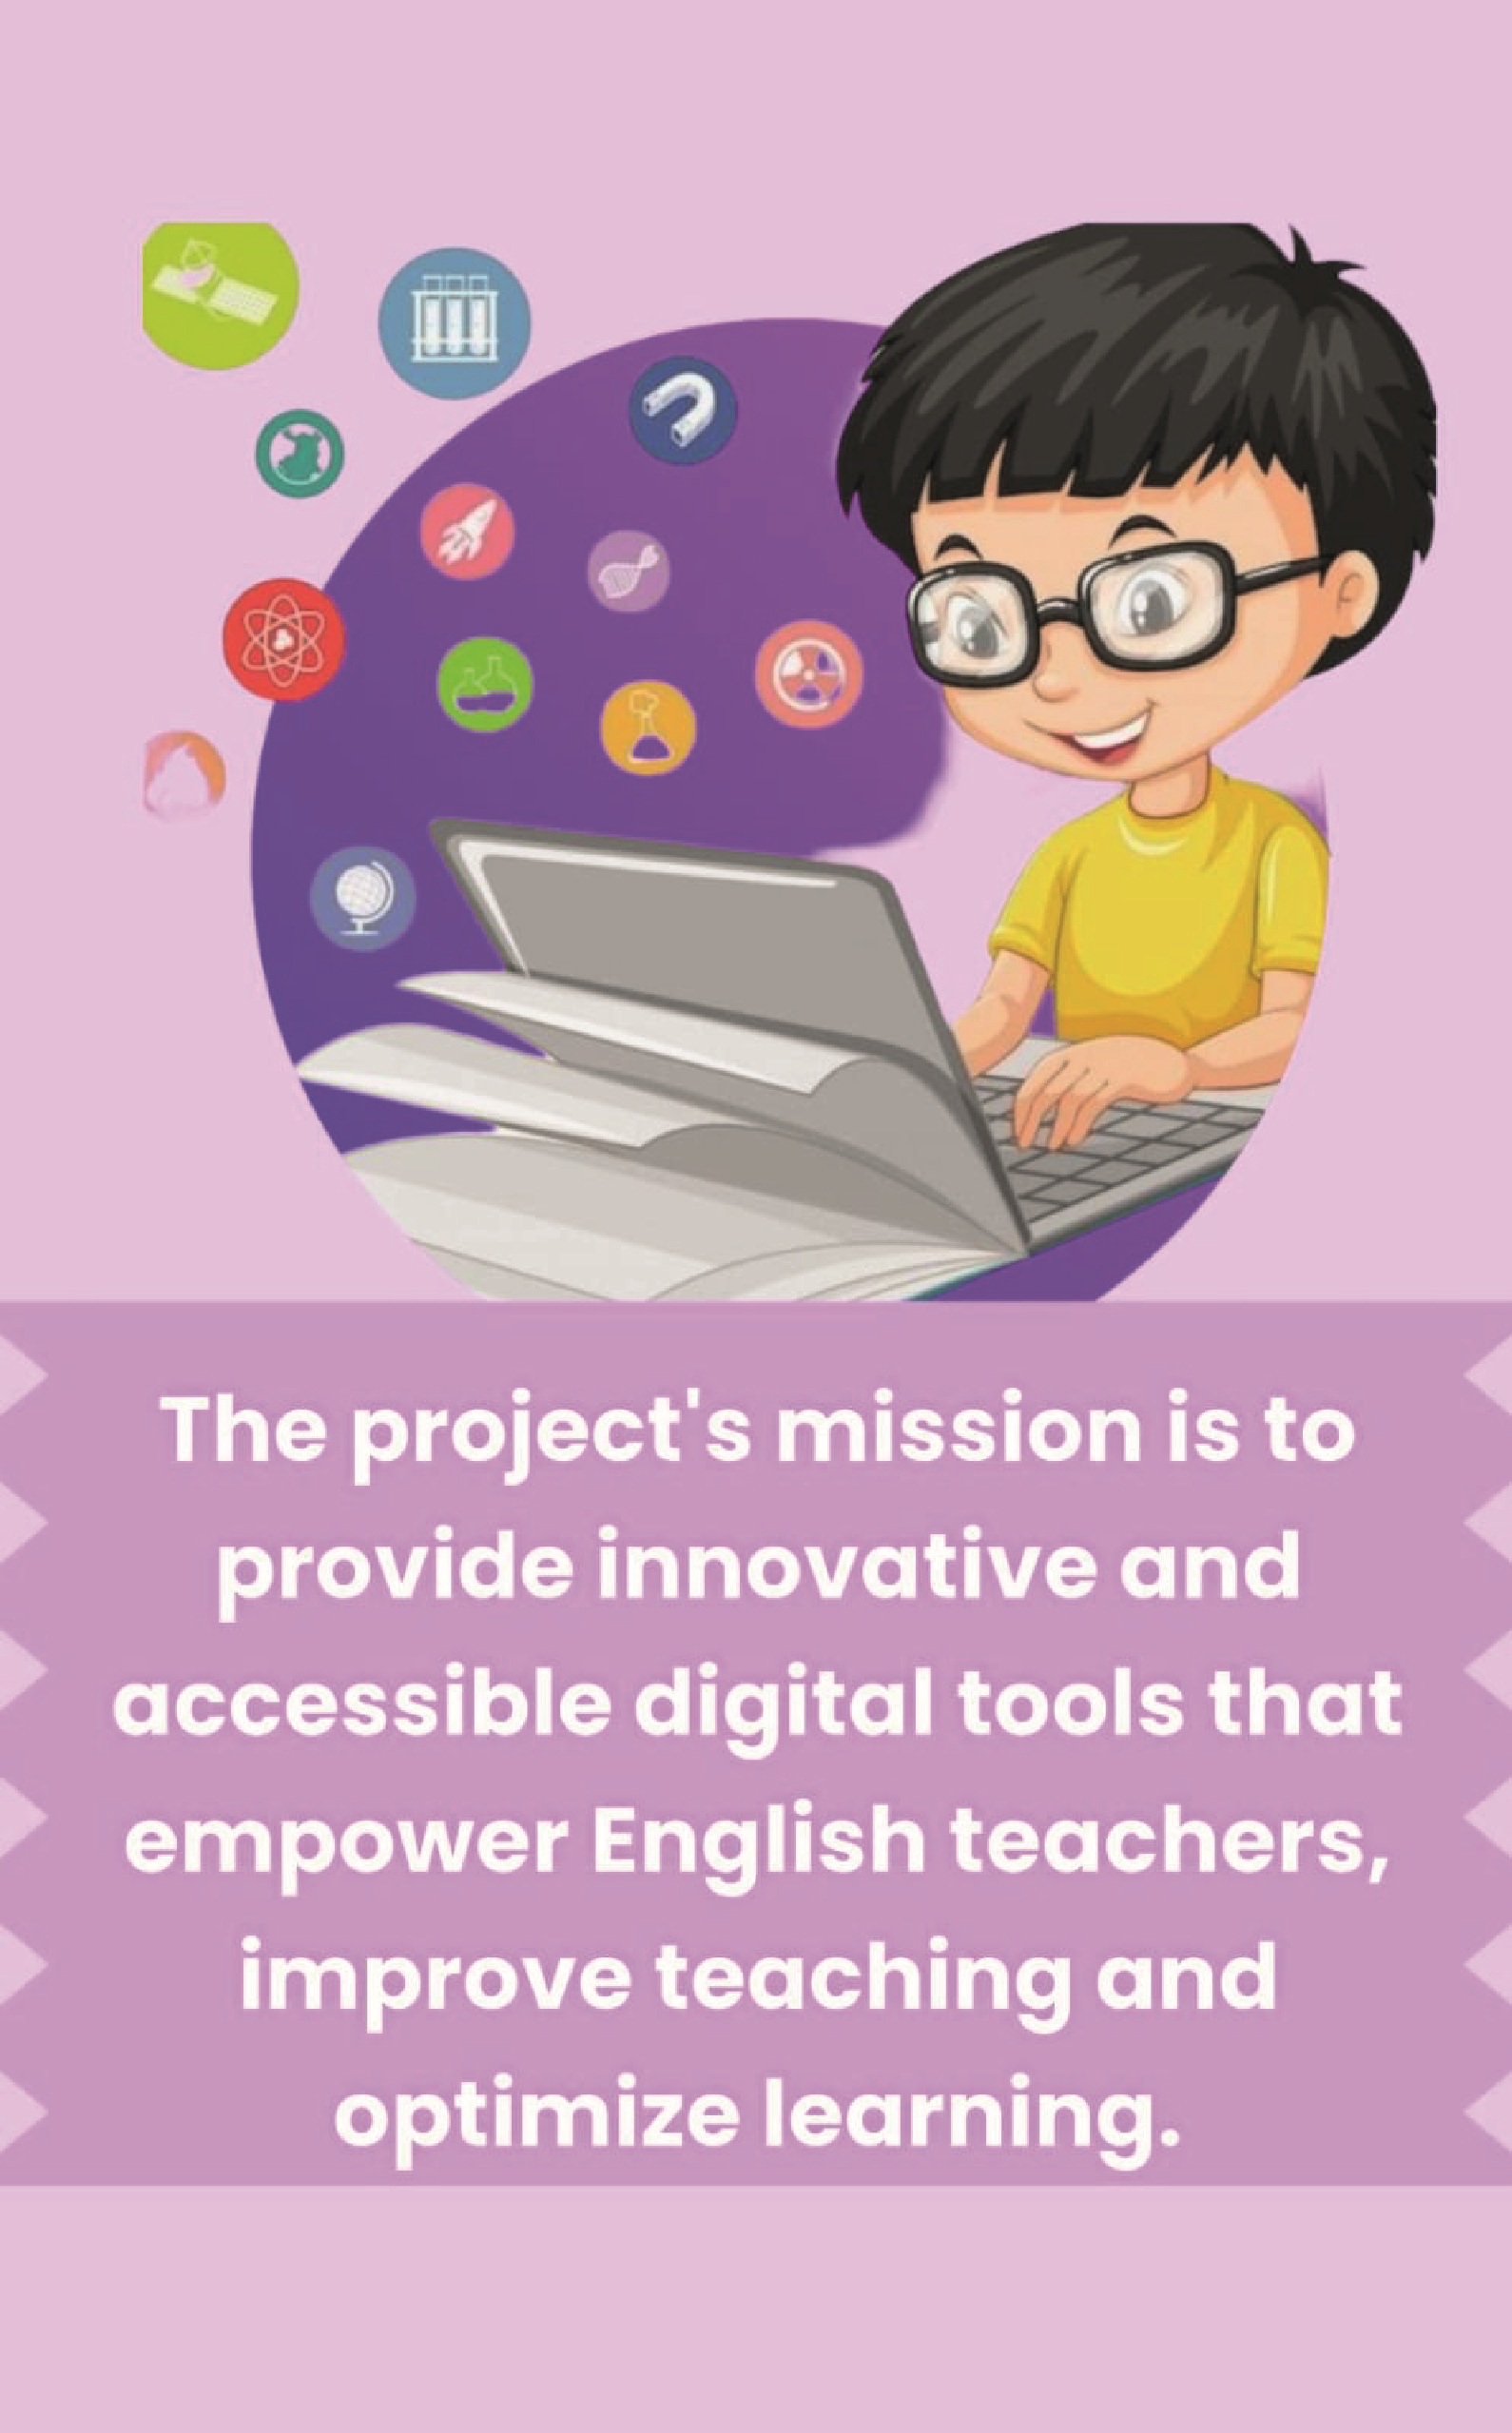 The project's mission is to
provide innovative and
accessible digital tools that
empower English teachers,
improve teaching and
optimize learning.